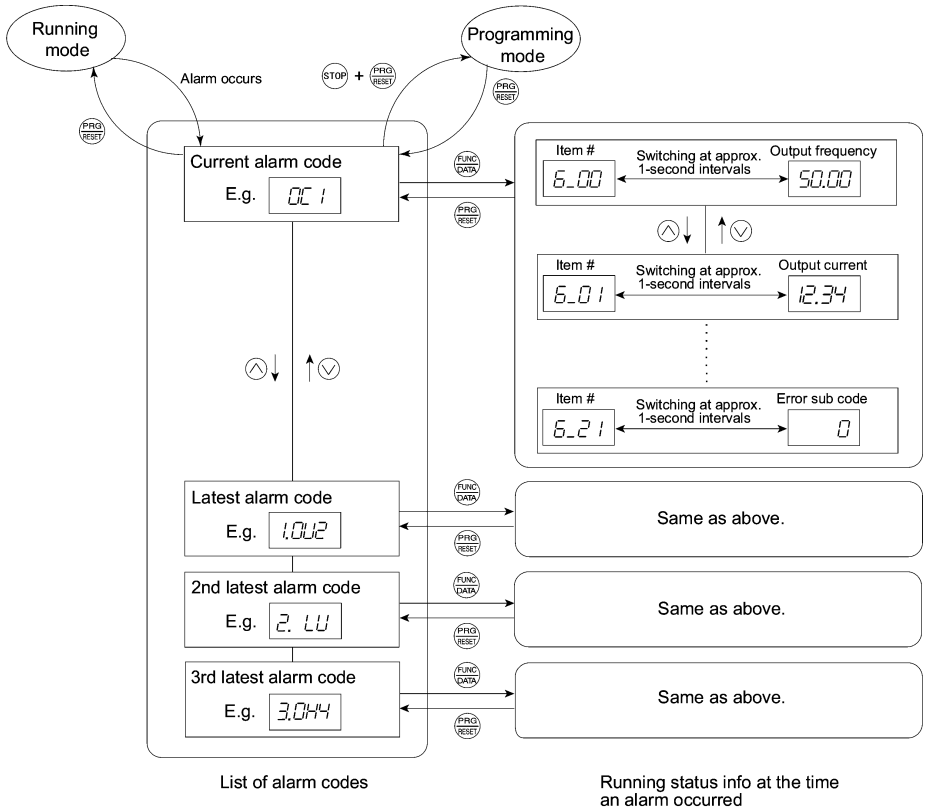 Running
mode
Programming
mode
Alarm occurs
STOP + PRG
RESET
PRG
RESET
PRG
RESET
Current alarm code
E.g. OC1
FUNC
DATA
PRG
RESET
Item # Switching at approx. Output frequency
6_00 1-second intervals 50.00
Item # Switching at approx. Output current
6_01 1-second intervals 12.34
Item # Switching at approx. Error sub code
6_21 1-second intervals 0
Latest alarm code
E.g. 1.0U2
FUNC
DATA
PRG
RESET
Same as above.
2nd latest alarm code
E.g. 2. LU
FUNC
DATA
PRG
RESET
Same as above.
3rd latest alarm code
E.g. 3.0H4
FUNC
DATA
PRG
RESET
Same as above.
List of alarm codes
Running status info at the time
an alarm occurred